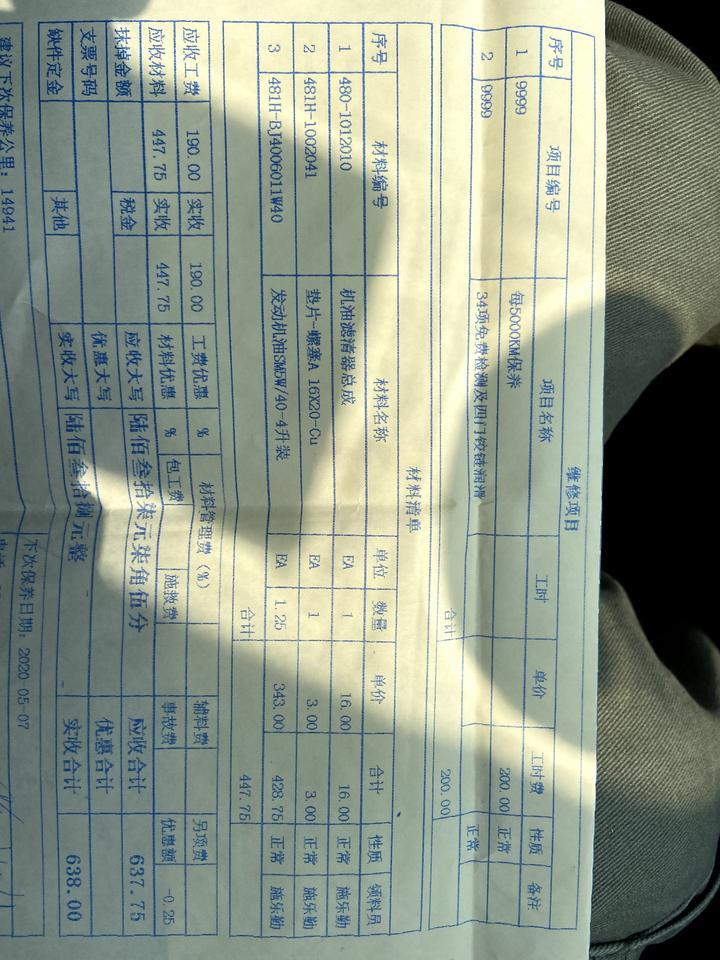 维修项目
序号 项目编号 项目名称 工时 单价 工时费 性质 备注
1 9999 每5000KM保养 200.00 正常
2 9999 34项免费检测及四门铰链润滑 正常
合计 200.00
材料清单
序号 材料编号 材料名称 单位 数量 单价 合计 性质 领料员
1 480-1012010 机油滤清器总成 EA 1 16.00 16.00 正常 施乐勤
2 481H-1002041 垫片-螺塞A 16X20-Cu EA 1 3.00 3.00 正常 施乐勤
3 481H-BJ4006011W40 发动机油SM5W/40-4升装 EA 1.25 343.00 428.75 正常 施乐勤
合计 447.75
应收工费 190.00 实收 190.00 工费优惠 % 材料管理费(%) 辅料费 另项费
应收材料 447.75 实收 447.75 材料优惠 % 包工费 施救费 事故费 优惠额 -0.25
扶掉金额 税金 应收大写 陆佰叁拾柒元柒角伍分 应收合计 637.75
支票号码 优惠大写 优惠合计
缺件定金 其他 实收大写 陆佰叁拾捌元整 实收合计 638.00
建议下次保养公里: 14941 下次保养日期: 2020-05-07